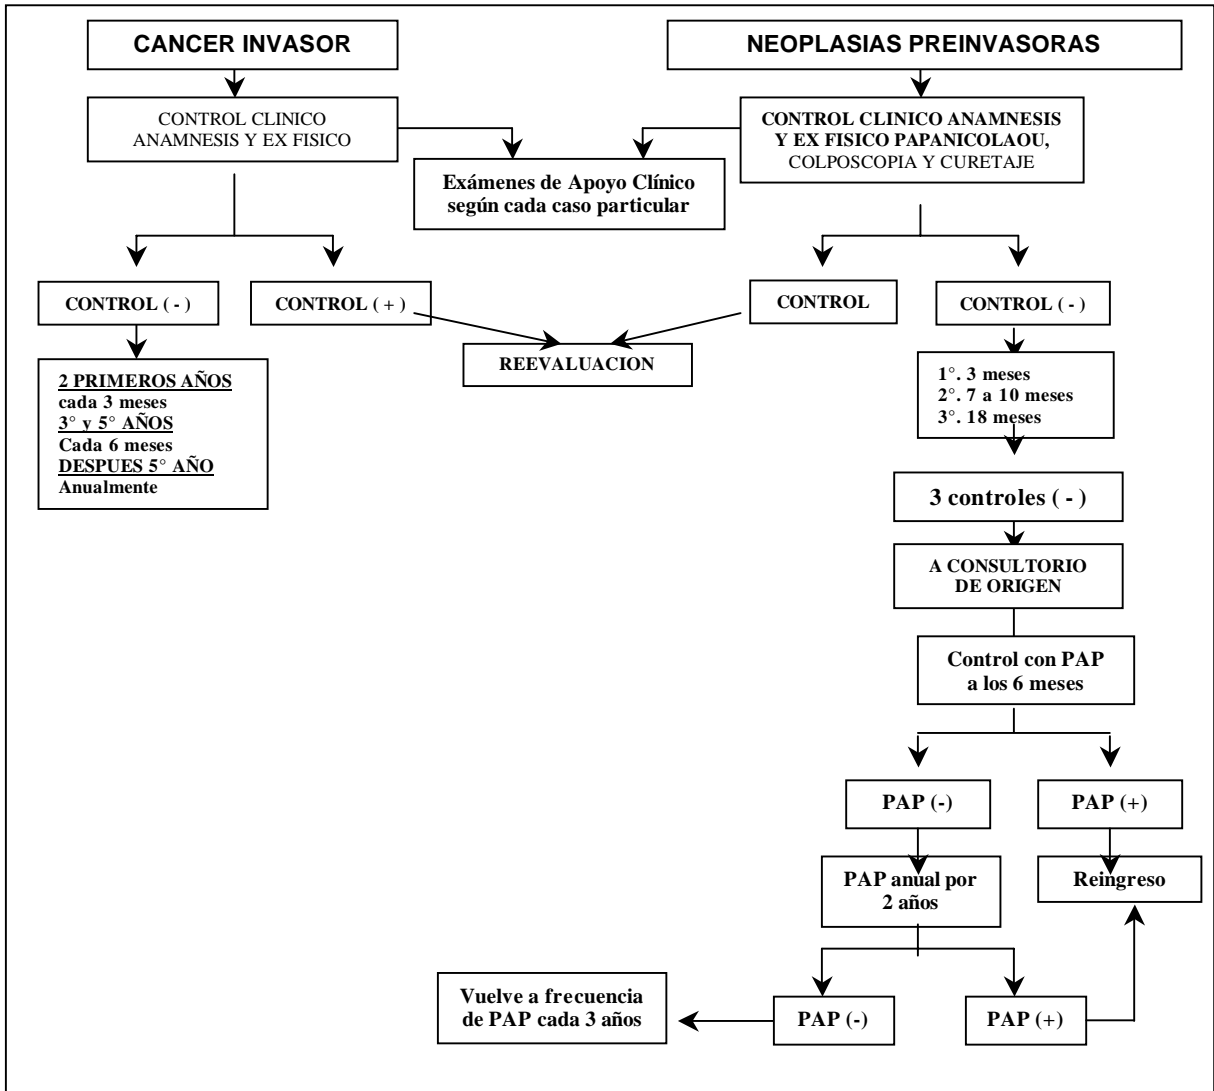 CANCER INVASOR
NEOPLASIAS PREINVASORAS
CONTROL CLINICO
ANAMNESIS Y EX FISICO
CONTROL CLINICO ANAMNESIS
Y EX FISICO PAPANICOLAOU,
COLPOSCOPIA Y CURETAJE
Exámenes de Apoyo Clínico
según cada caso particular
CONTROL ( - )
CONTROL ( + )
CONTROL
CONTROL ( - )
REEVALUACION
2 PRIMEROS AÑOS
cada 3 meses
3° y 5° AÑOS
Cada 6 meses
DESPUES 5° AÑO
Anualmente
1°. 3 meses
2°. 7 a 10 meses
3°. 18 meses
3 controles ( - )
A CONSULTORIO
DE ORIGEN
Control con PAP
a los 6 meses
PAP (-)
PAP (+)
PAP anual por
2 años
Reingreso
Vuelve a frecuencia
de PAP cada 3 años
PAP (-)
PAP (+)